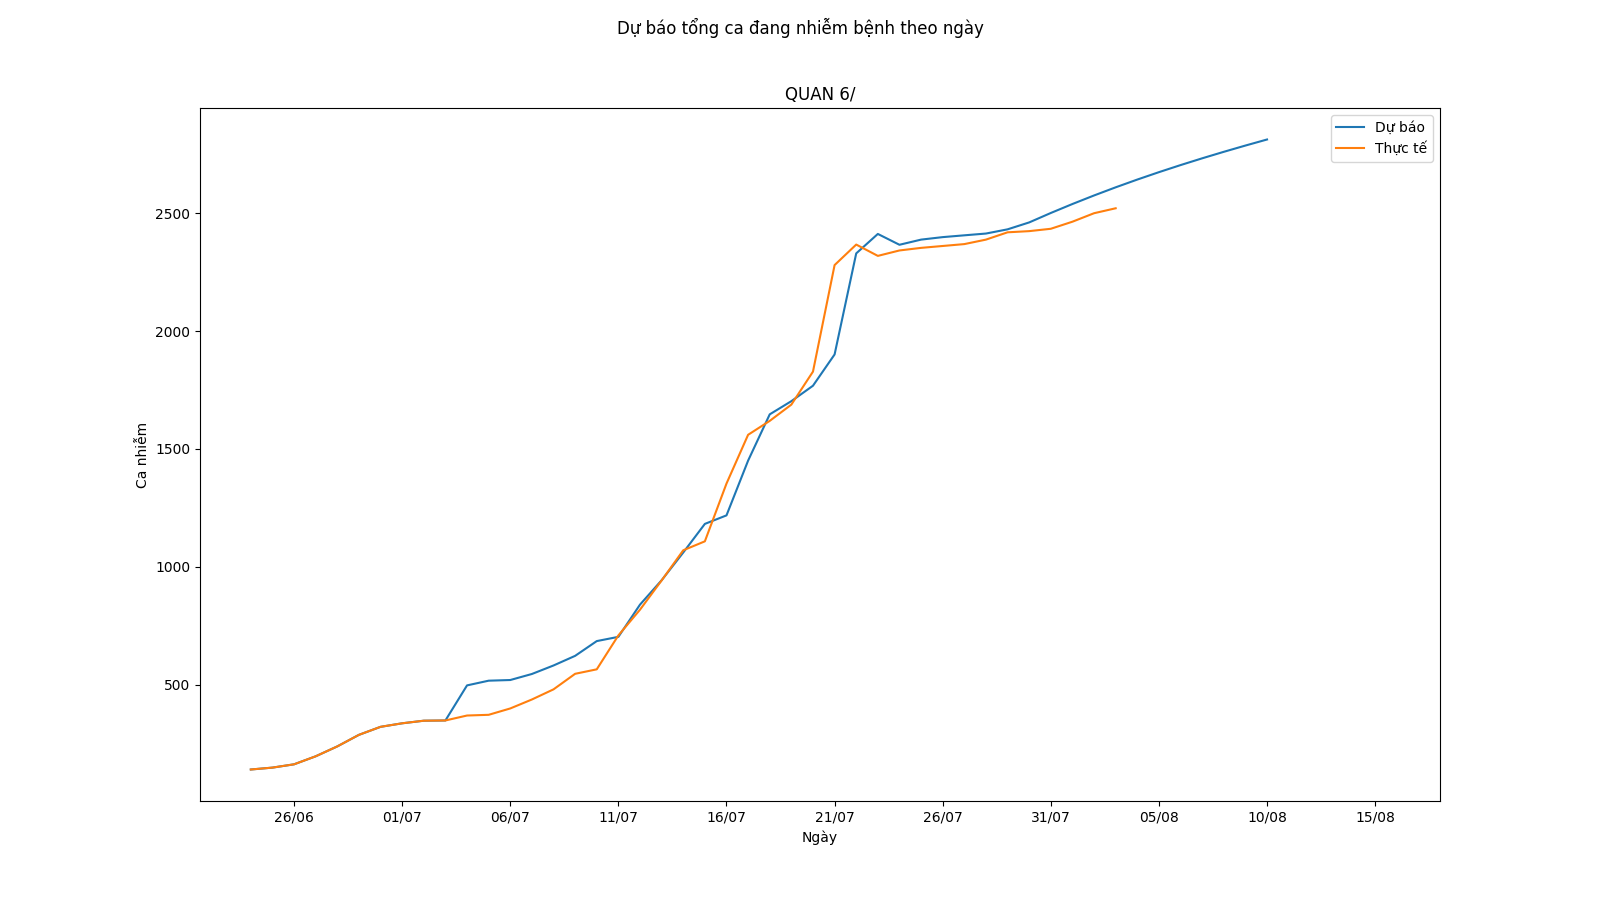 Dự báo tổng ca đang nhiễm bệnh theo ngày
QUAN 6/
Dự báo
Thực tế
Ca nhiễm
2500
2000
1500
1000
500
26/06 01/07 06/07 11/07 16/07 21/07 26/07 31/07 05/08 10/08 15/08
Ngày